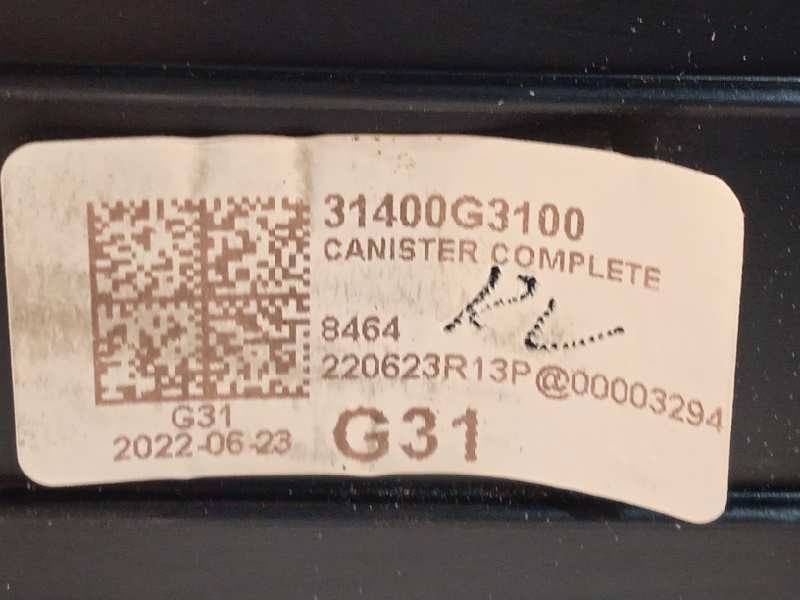 31400G3100
CANISTER COMPLETE
8464
220623R13P@00003294
G31
2022-06-23
G31